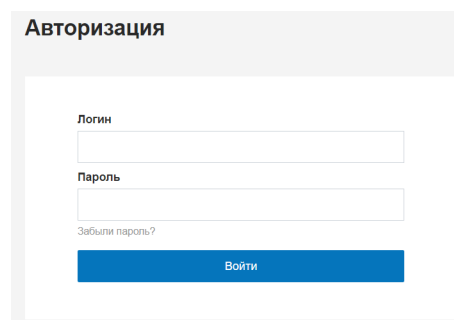 Авторизация
Логин
Пароль
Забыли пароль?
Войти